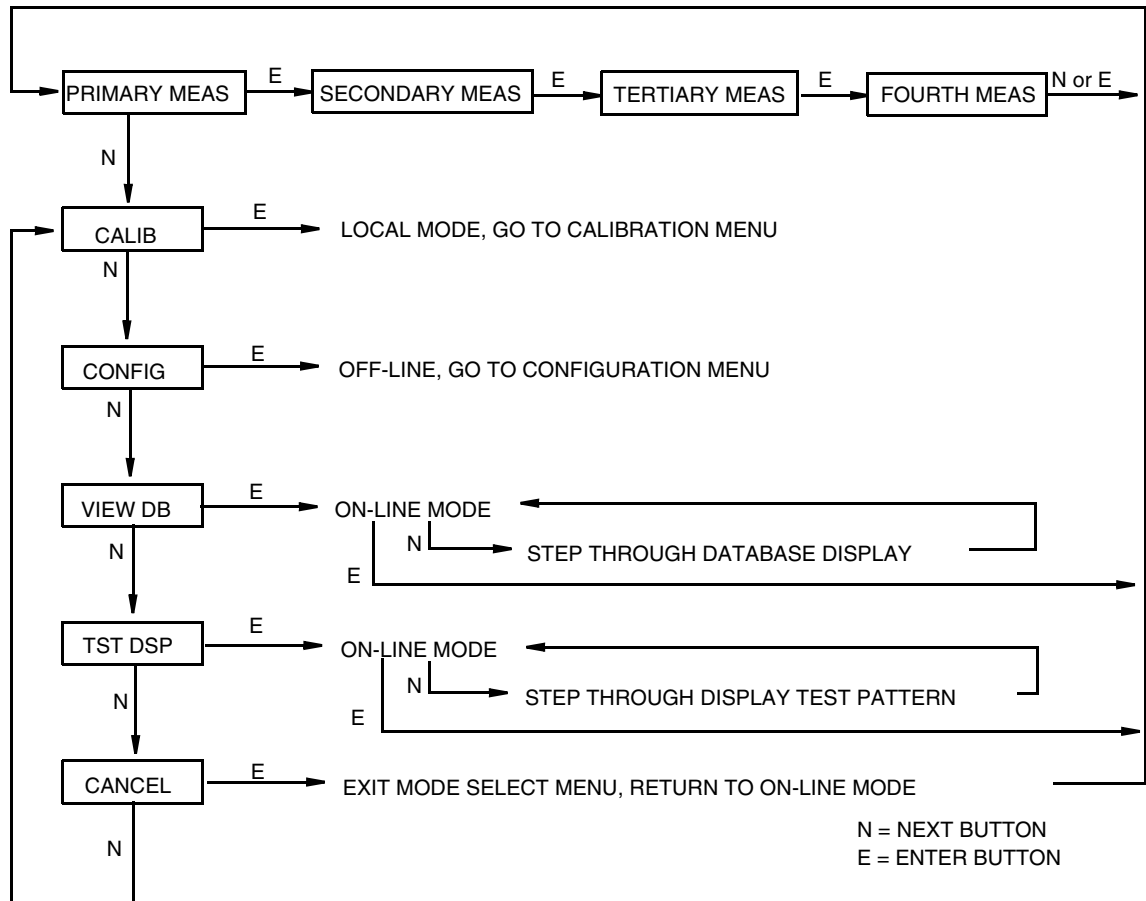 PRIMARY MEAS
E
SECONDARY MEAS
E
TERTIARY MEAS
E
FOURTH MEAS
N or E
N
CALIB
E
LOCAL MODE, GO TO CALIBRATION MENU
N
CONFIG
E
OFF-LINE, GO TO CONFIGURATION MENU
N
VIEW DB
E
ON-LINE MODE
N
STEP THROUGH DATABASE DISPLAY
E
N
TST DSP
E
ON-LINE MODE
N
STEP THROUGH DISPLAY TEST PATTERN
E
N
CANCEL
E
EXIT MODE SELECT MENU, RETURN TO ON-LINE MODE
N
N = NEXT BUTTON
E = ENTER BUTTON